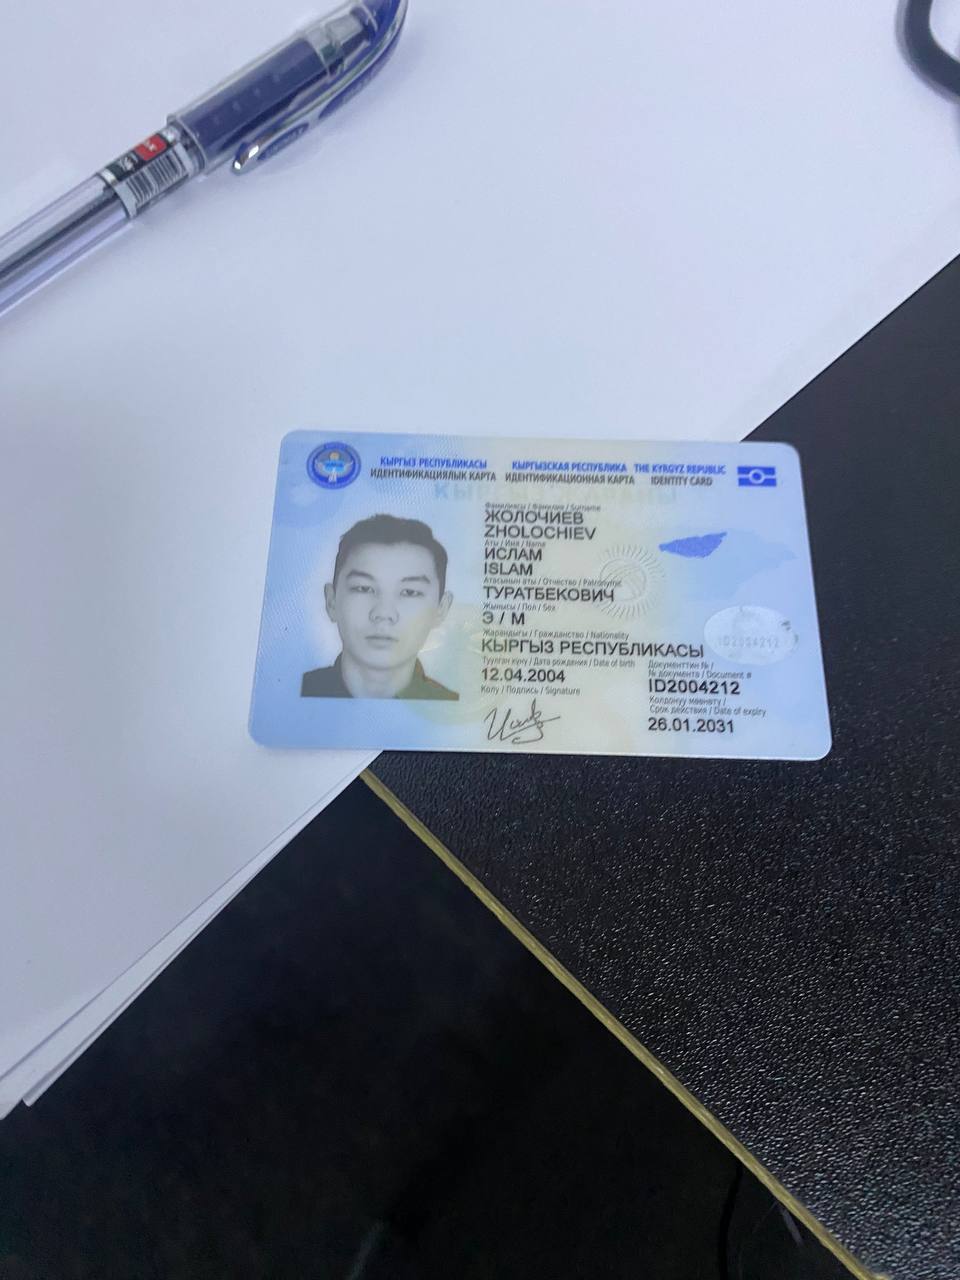 КЫРГЫЗ РЕСПУБЛИКАСЫ КЫРГЫЗСКАЯ РЕСПУБЛИКА THE KYRGYZ REPUBLIC
ИДЕНТИФИКАЦИЯЛЫК КАРТА ИДЕНТИФИКАЦИОННАЯ КАРТА IDENTITY CARD
Фамилиясы / Фамилия / Surname
ЖОЛОЧИЕВ
ZHOLOCHIEV
Аты / Имя / Name
ИСЛАМ
ISLAM
Атасынын аты / Отчество / Patronymic
ТУРАТБЕКОВИЧ
Жынысы / Пол / Sex
Э / М
Жарандыгы / Гражданство / Nationality
КЫРГЫЗ РЕСПУБЛИКАСЫ
ID2004212
Туулган күнү / Дата рождения / Date of birth
12.04.2004
Колу / Подпись / Signature
Документтин № /
№ документа / Document #
ID2004212
Колдонуу мөөнөтү /
Срок действия / Date of expiry
26.01.2031